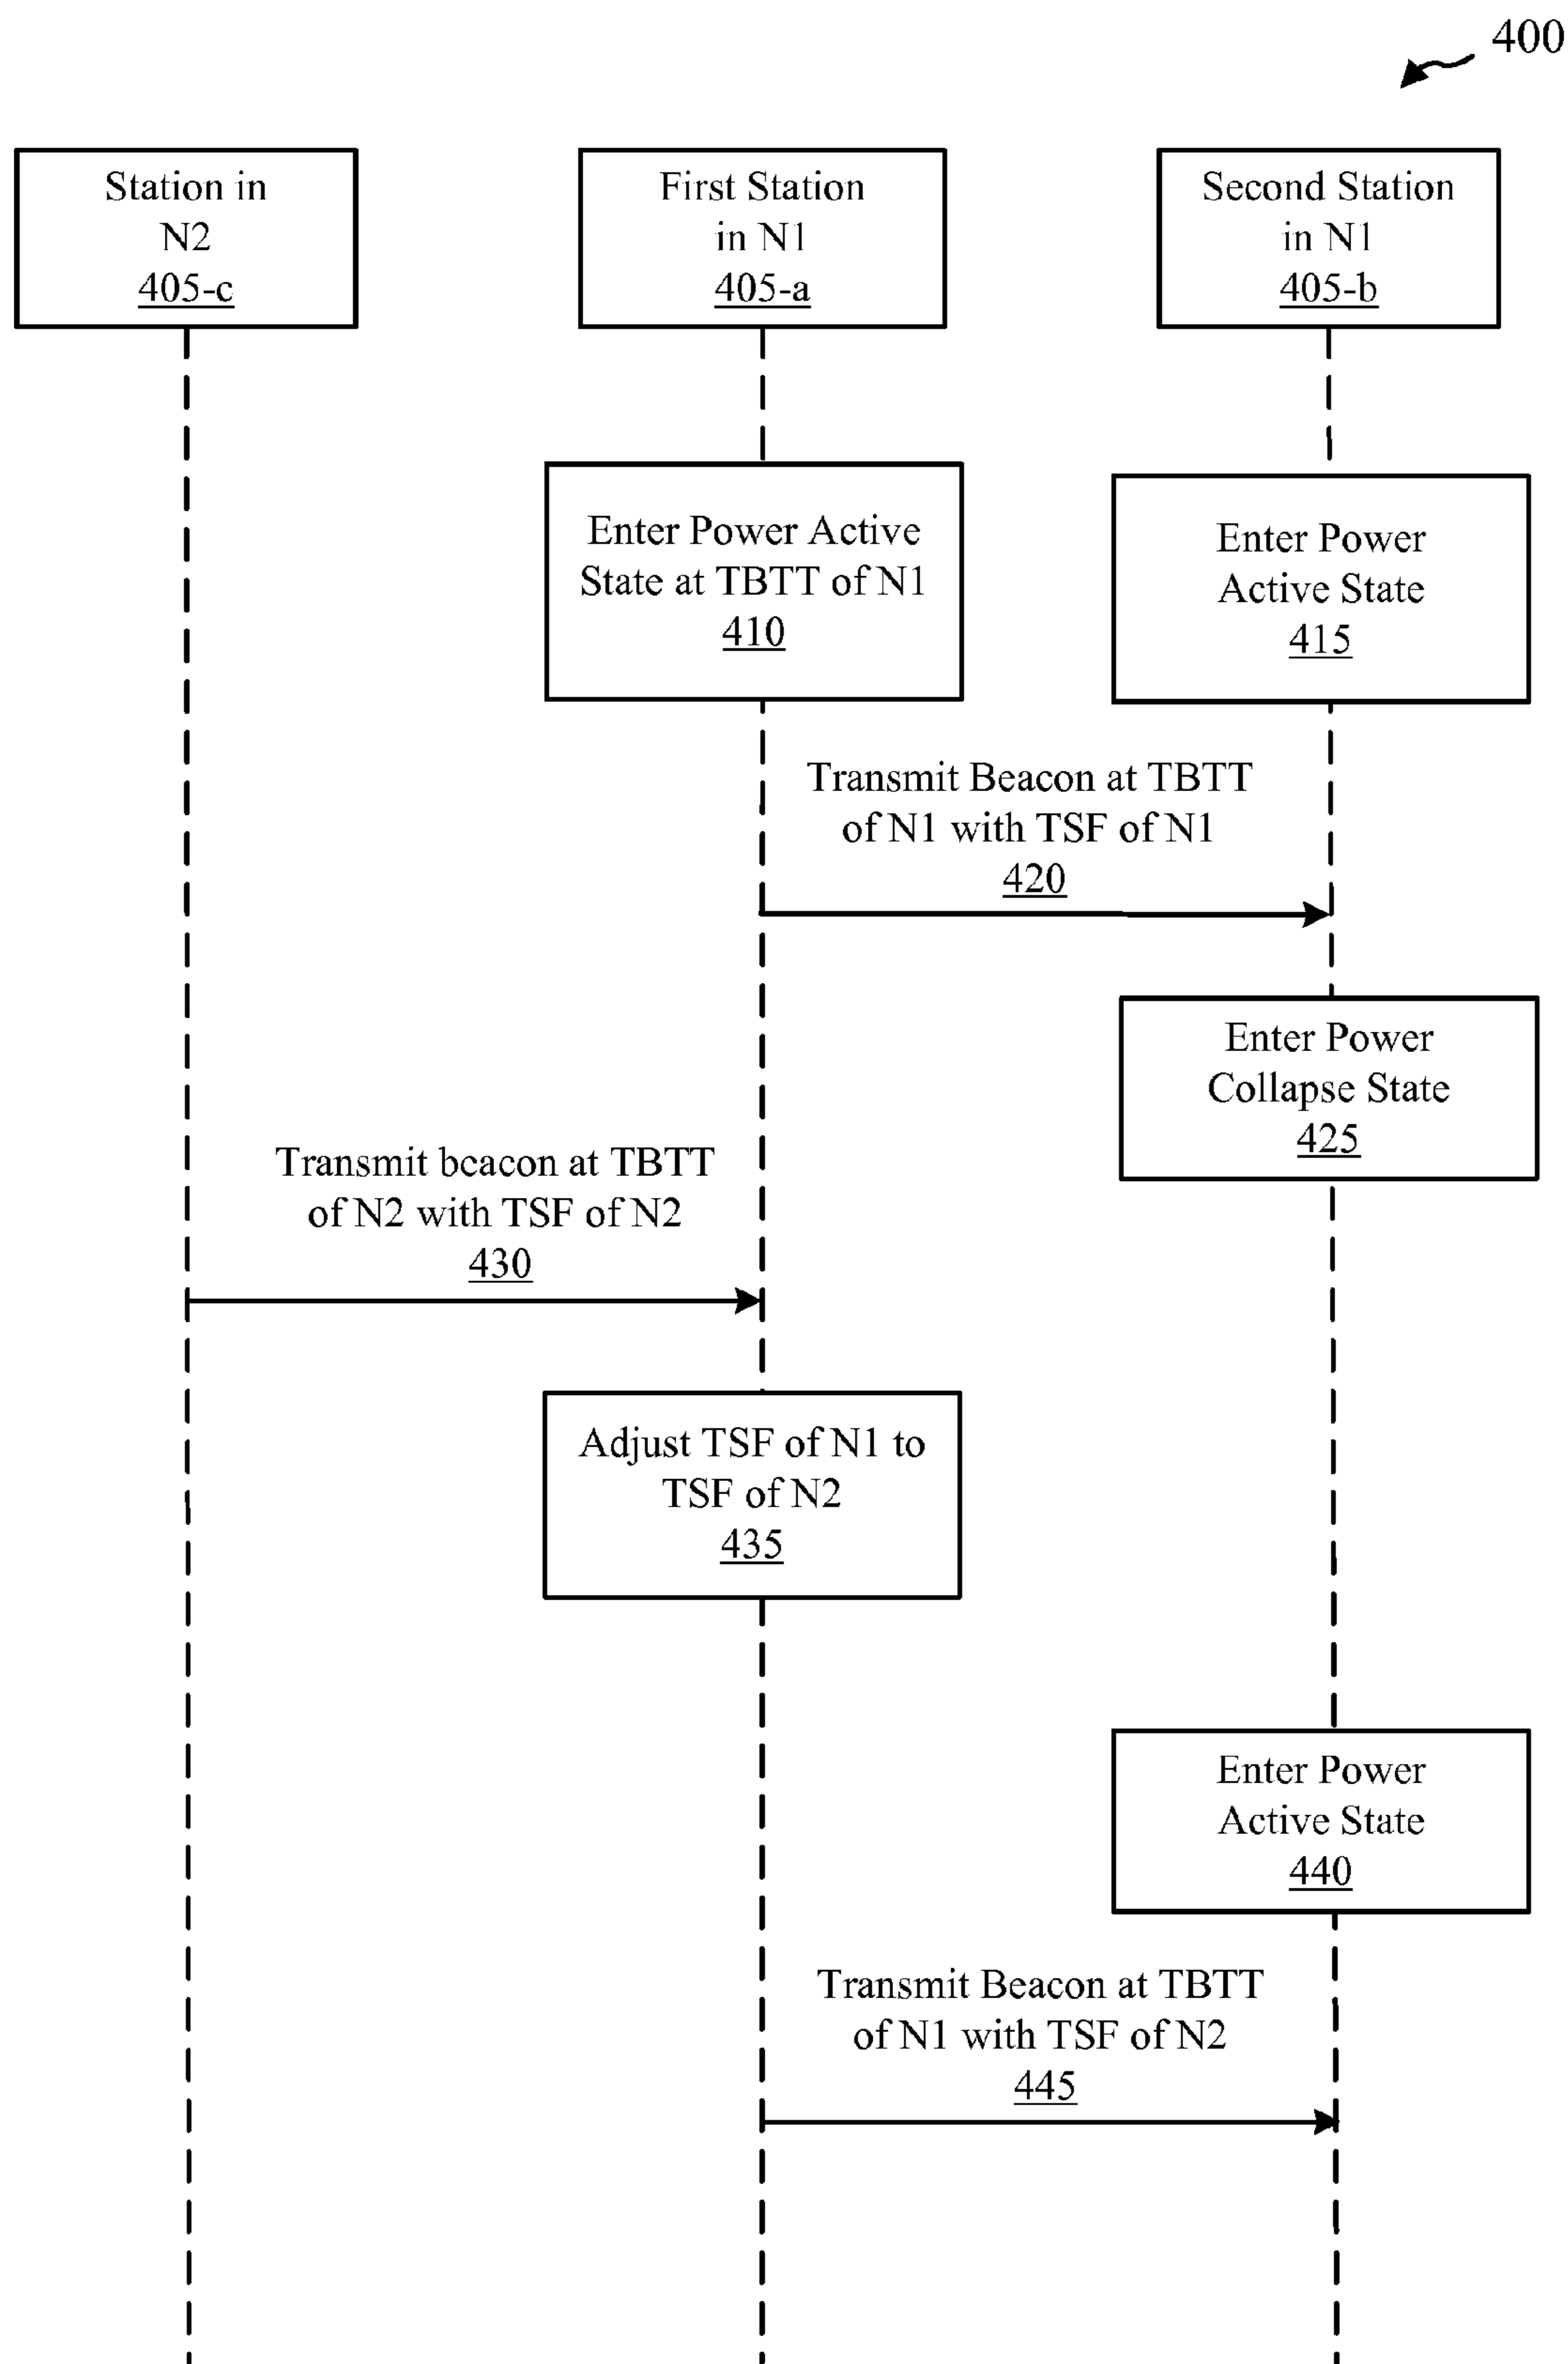 400
Station in
N2
405-c
First Station
in N1
405-a
Second Station
in N1
405-b
Enter Power Active
State at TBTT of N1
410
Enter Power
Active State
415
Transmit Beacon at TBTT
of N1 with TSF of N1
420
Enter Power
Collapse State
425
Transmit beacon at TBTT
of N2 with TSF of N2
430
Adjust TSF of N1 to
TSF of N2
435
Enter Power
Active State
440
Transmit Beacon at TBTT
of N1 with TSF of N2
445